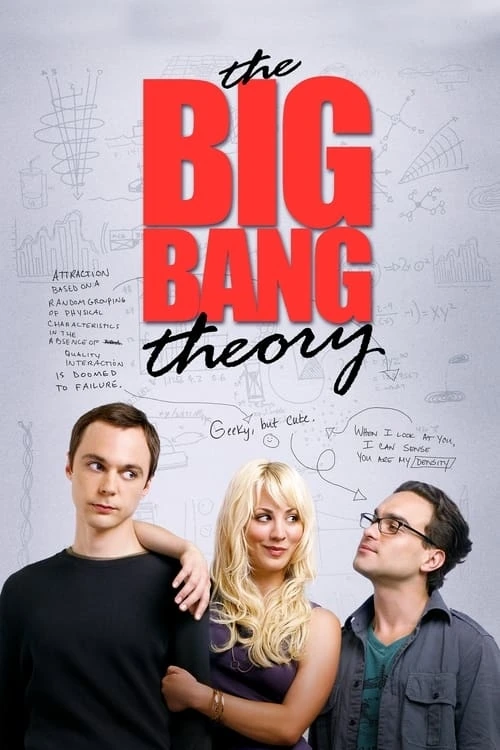 the
BIG
BANG
theory
ATTRACTION
BASED ON A
RANDOM GROUPING
OF PHYSICAL
CHARACTERISTICS
IN THE
ABSENCE OF
QUALITY
INTERACTION
IS DOOMED
TO FAILURE.
Geeky, but cute.
WHEN I LOOK AT YOU,
I CAN SENSE
YOU ARE MY DENSITY